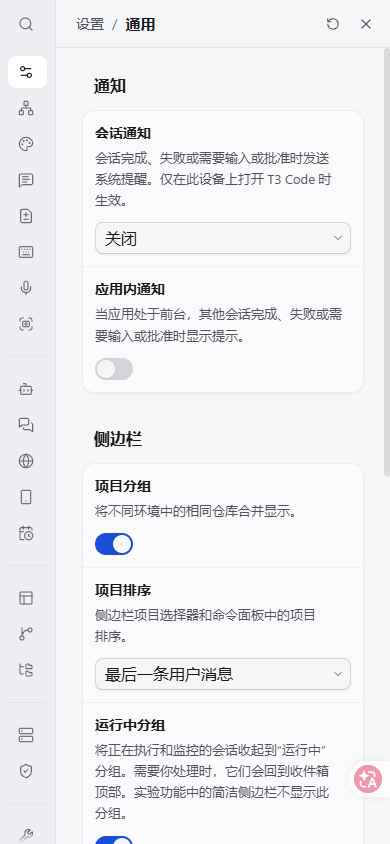 设置 / 通用
通知
会话通知
会话完成、失败或需要输入或批准时发送
系统提醒。仅在此设备上打开 T3 Code 时
生效。
关闭
应用内通知
当应用处于前台，其他会话完成、失败或需
要输入或批准时显示提示。
侧边栏
项目分组
将不同环境中的相同仓库合并显示。
项目排序
侧边栏项目选择器和命令面板中的项目
排序。
最后一条用户消息
运行中分组
将正在执行和监控的会话收起到“运行中”
分组。需要你处理时，它们会回到收件箱
顶部。实验功能中的简洁侧边栏不显示此
分组。